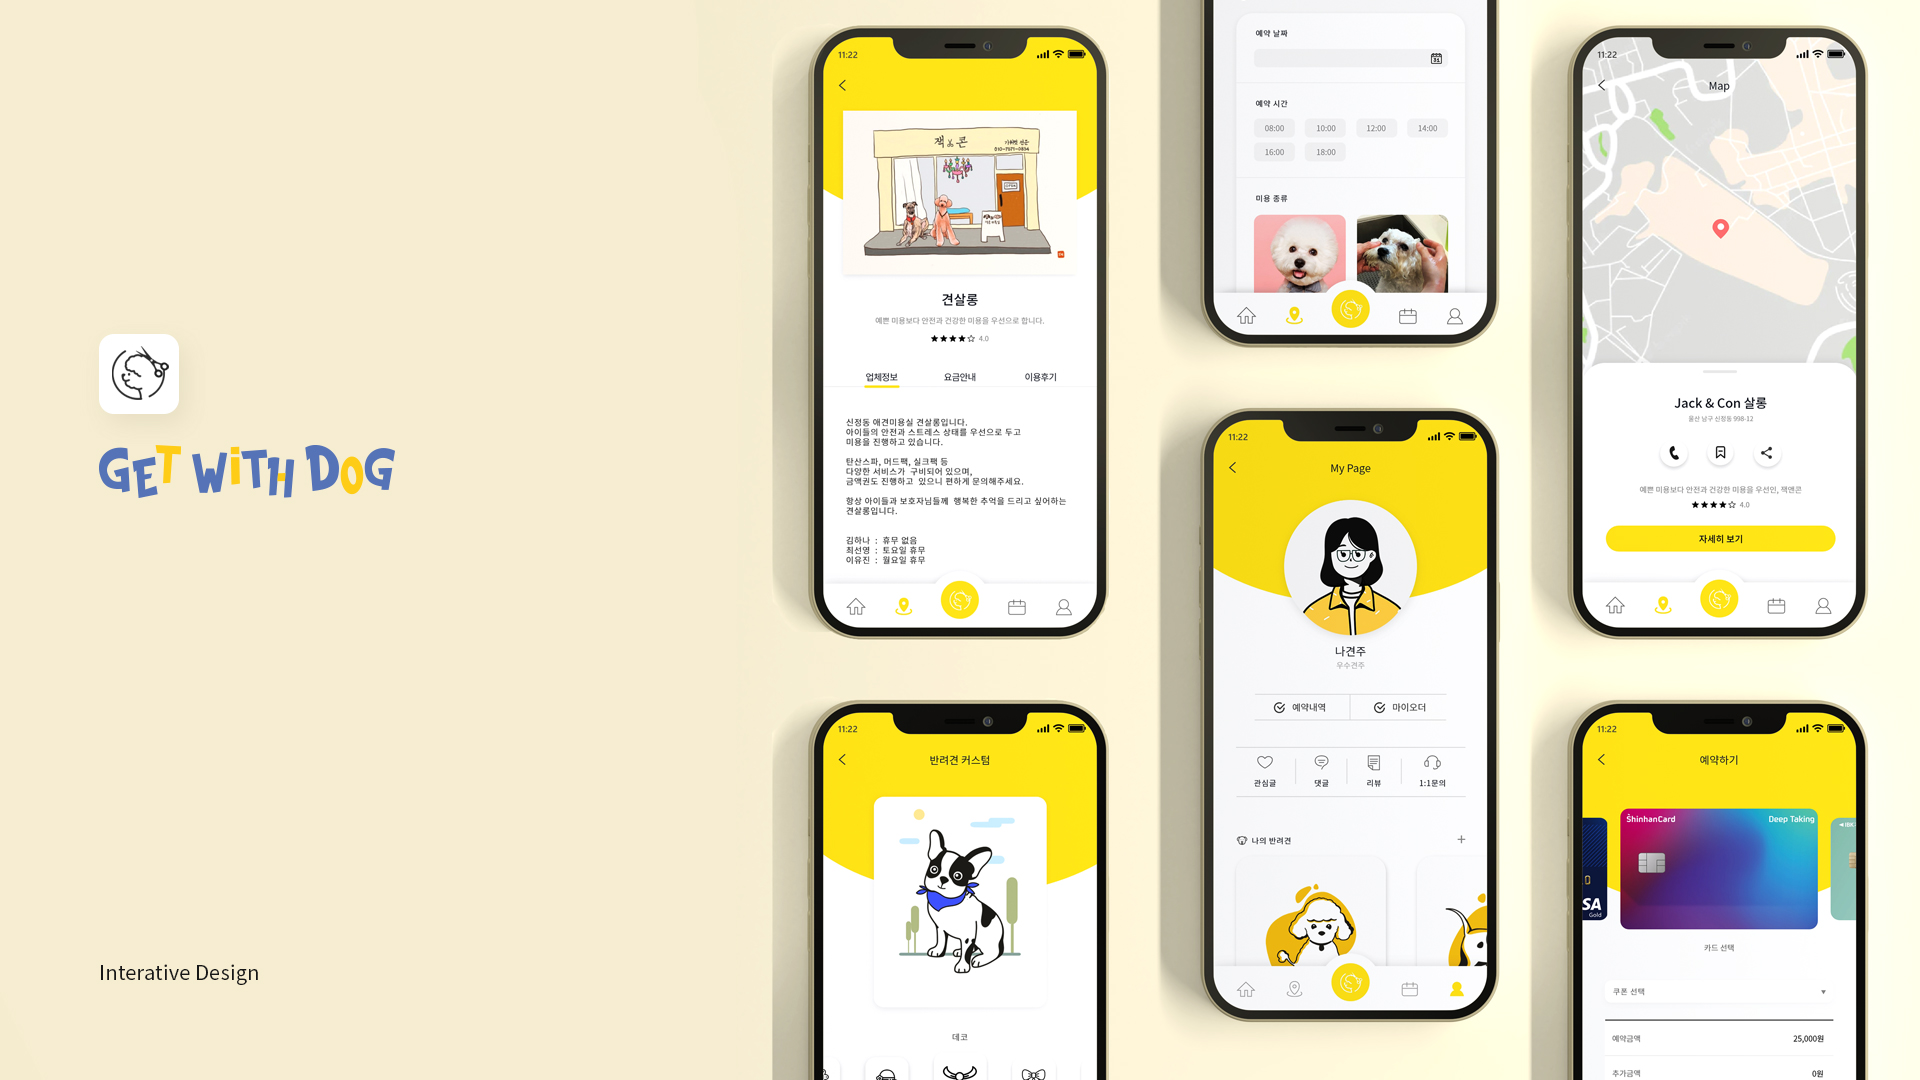 GET WITH DOG
Interative Design
11:22
잭 콘
010-7971-0894
견살롱
예쁜 미용보다 안전과 건강한 미용을 우선으로 합니다.
4.0
업체정보 요금안내 이용후기
신정동 애견미용실 견살롱입니다.
아이들의 안전과 스트레스 상태를 우선으로 두고
미용을 진행하고 있습니다.
탄산스파, 머드팩, 실크팩 등
다양한 서비스가 구비되어 있으며,
금액권도 진행하고 있으니 편하게 문의해주세요.
항상 아이들과 보호자님들께 행복한 추억을 드리고 싶어하는
견살롱입니다.
김하나 : 휴무 없음
최선영 : 토요일 휴무
이유진 : 월요일 휴무
11:22
반려견 커스텀
데코
예약 날짜
31
예약 시간
08:00 10:00 12:00 14:00
16:00 18:00
미용 종류
11:22
My Page
나견주
우수견주
예약내역 마이오더
관심글 댓글 리뷰 1:1문의
나의 반려견 +
11:22
Map
Jack & Con 살롱
울산 남구 신정동 998-12
예쁜 미용보다 안전과 건강한 미용을 우선인, 잭앤콘
4.0
자세히 보기
11:22
예약하기
ShinhanCard Deep Taking
SA
Gold
카드 선택
쿠폰 선택
예약금액 25,000원
추가금액 0원